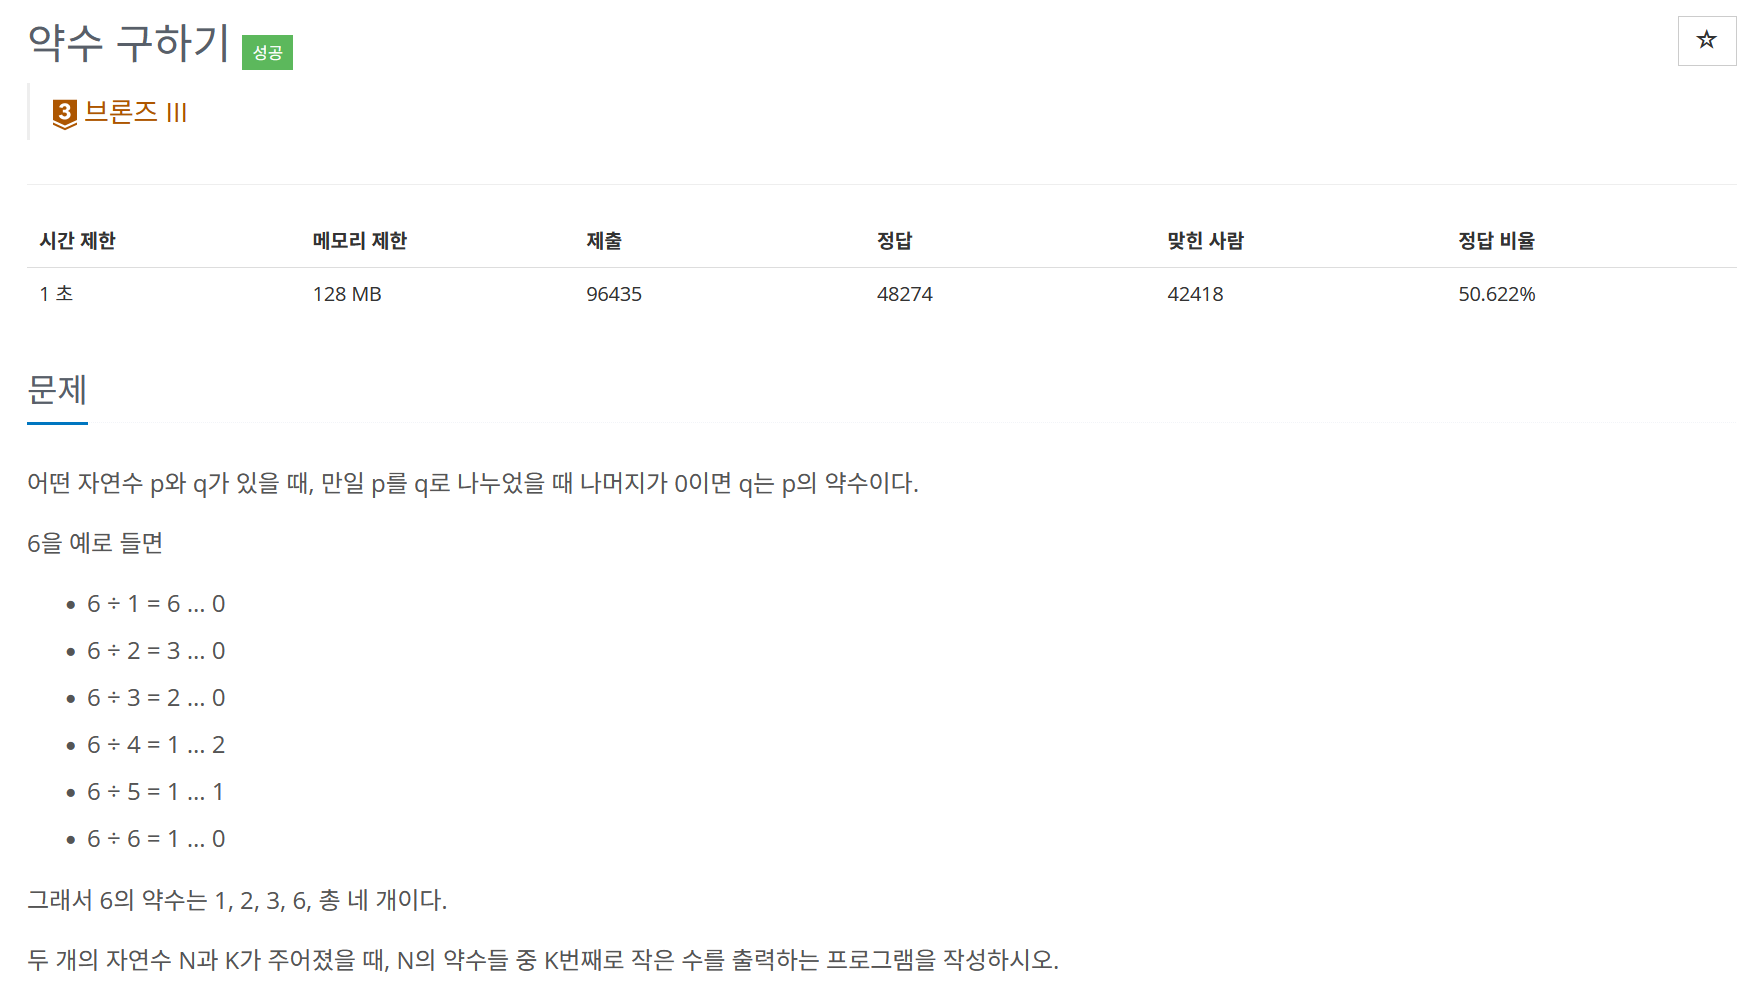 약수 구하기 성공
☆
3 브론즈 III
시간 제한 메모리 제한 제출 정답 맞힌 사람 정답 비율
1 초 128 MB 96435 48274 42418 50.622%
문제
어떤 자연수 p와 q가 있을 때, 만일 p를 q로 나누었을 때 나머지가 0이면 q는 p의 약수이다.
6을 예로 들면
• 6 ÷ 1 = 6 ... 0
• 6 ÷ 2 = 3 ... 0
• 6 ÷ 3 = 2 ... 0
• 6 ÷ 4 = 1 ... 2
• 6 ÷ 5 = 1 ... 1
• 6 ÷ 6 = 1 ... 0
그래서 6의 약수는 1, 2, 3, 6, 총 네 개이다.
두 개의 자연수 N과 K가 주어졌을 때, N의 약수들 중 K번째로 작은 수를 출력하는 프로그램을 작성하시오.